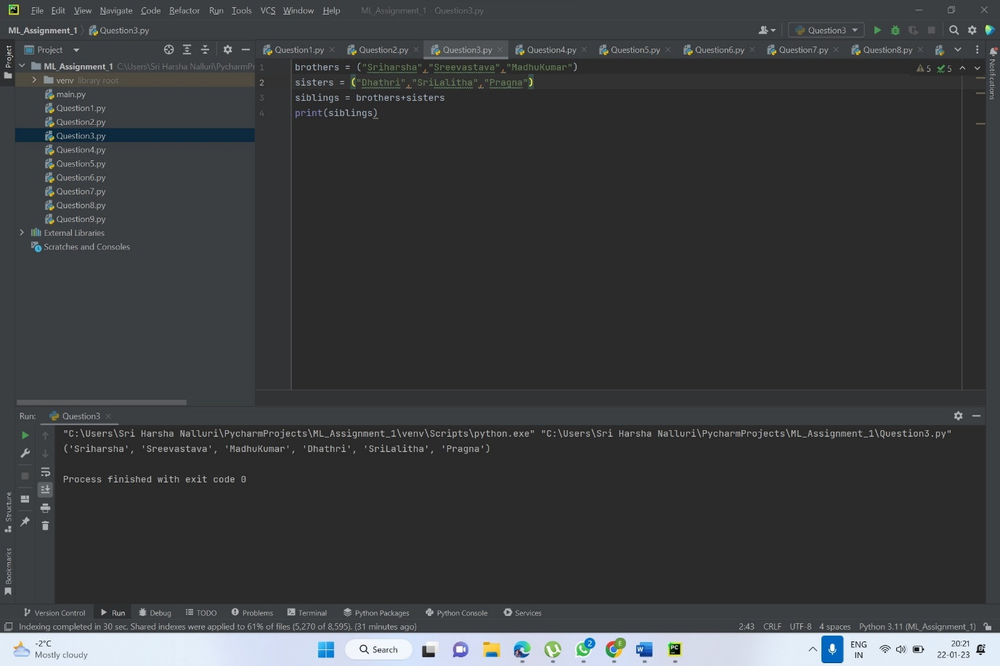 PC File Edit View Navigate Code Refactor Run Tools VCS Window Help ML_Assignment_1 - Question3.py
ML_Assignment_1 Question3.py Question3
Project Question1.py Question2.py Question3.py Question4.py Question5.py Question6.py Question7.py Question8.py
Project
Notifications
ML_Assignment_1 C:\Users\Sri Harsha Nalluri\PycharmPr
venv library root
main.py
Question1.py
Question2.py
Question3.py
Question4.py
Question5.py
Question6.py
Question7.py
Question8.py
Question9.py
External Libraries
Scratches and Consoles
1 brothers = ("Sriharsha","Sreevastava","MadhuKumar")
2 sisters = ("Dhathri","SriLalitha","Pragna")
3 siblings = brothers+sisters
4 print(siblings)
5 5
Run: Question3
"C:\Users\Sri Harsha Nalluri\PycharmProjects\ML_Assignment_1\venv\Scripts\python.exe" "C:\Users\Sri Harsha Nalluri\PycharmProjects\ML_Assignment_1\Question3.py"
('Sriharsha', 'Sreevastava', 'MadhuKumar', 'Dhathri', 'SriLalitha', 'Pragna')
Process finished with exit code 0
Structure
Bookmarks
Version Control Run Debug TODO Problems Terminal Python Packages Python Console Services
Indexing completed in 30 sec. Shared indexes were applied to 61% of files (5,270 of 8,595). (31 minutes ago) 2:43 CRLF UTF-8 4 spaces Python 3.11 (ML_Assignment_1)
-2°C
Mostly cloudy
Search
2
E
W
PC
ENG
IN
20:21
22-01-23